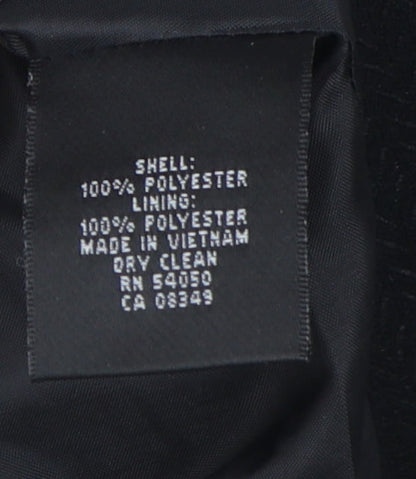 SHELL:
100% POLYESTER
LINING:
100% POLYESTER
MADE IN VIETNAM
DRY CLEAN
RN 54050
CA 08349